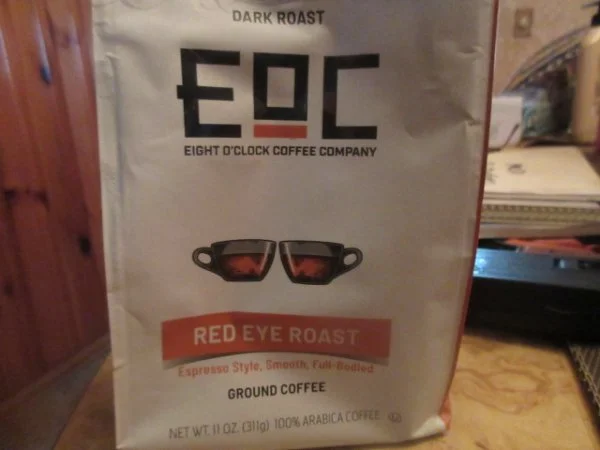 DARK ROAST
EOC
EIGHT O'CLOCK COFFEE COMPANY
RED EYE ROAST
Espresso Style, Smooth, Full-Bodied
GROUND COFFEE
NET WT. 11 OZ. (311g) 100% ARABICA COFFEE